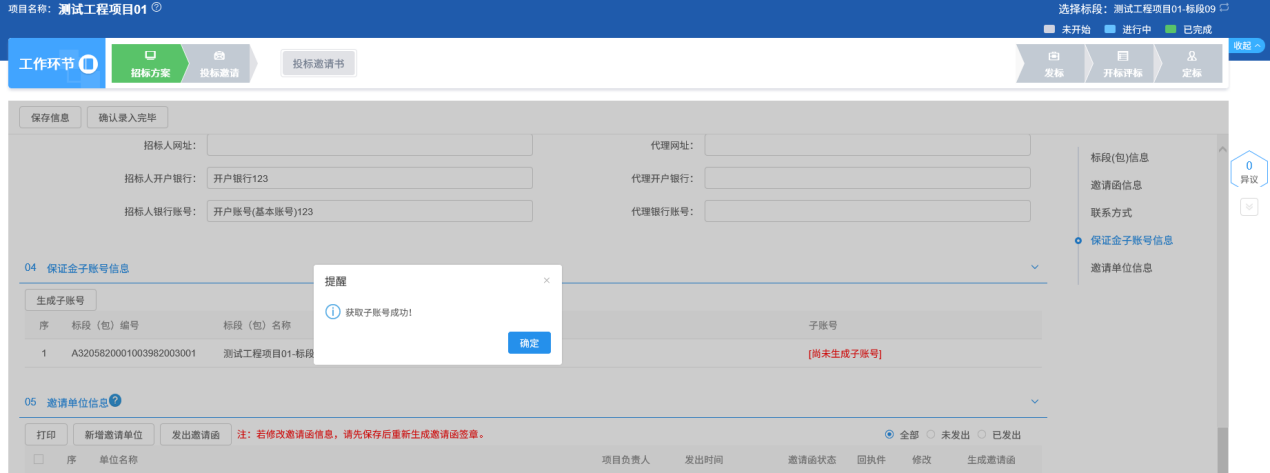 项目名称：测试工程项目01 ?
选择标段：测试工程项目01-标段09
未开始 进行中 已完成
收起
工作环节 招标方案 投标邀请 投标邀请书 发标 开标评标 定标
保存信息 确认录入完毕
招标人网址： 代理网址：
招标人开户银行： 开户银行123 代理开户银行：
招标人银行账号： 开户账号(基本账号)123 代理银行账号：
标段(包)信息
邀请函信息
联系方式
保证金子账号信息
邀请单位信息
0
异议
04 保证金子账号信息
生成子账号
序 标段（包）编号 标段（包）名称 子账号
1 A3205820001003982003001 测试工程项目01-标段 [尚未生成子账号]
提醒 ×
获取子账号成功!
确定
05 邀请单位信息 ?
打印 新增邀请单位 发出邀请函 注：若修改邀请函信息，请先保存后重新生成邀请函签章。 全部 未发出 已发出
序 单位名称 项目负责人 发出时间 邀请函状态 回执件 修改 生成邀请函